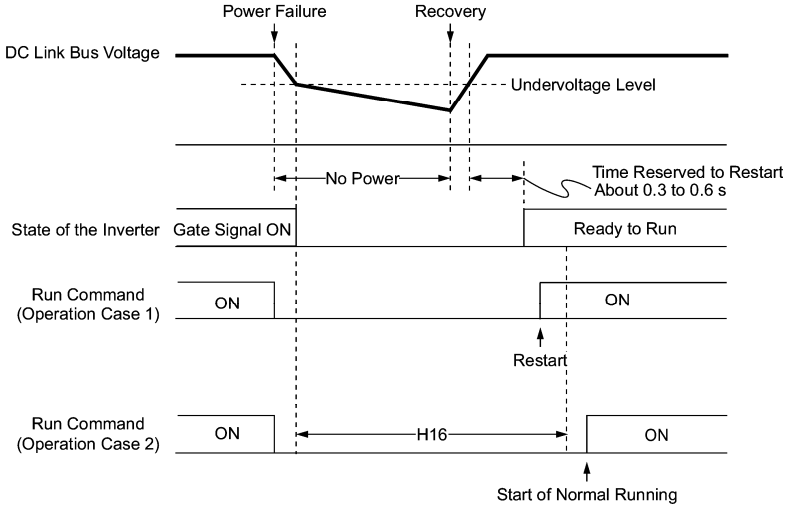 Power Failure
Recovery
DC Link Bus Voltage
Undervoltage Level
No Power
Time Reserved to Restart
About 0.3 to 0.6 s
State of the Inverter
Gate Signal ON
Ready to Run
Run Command
(Operation Case 1)
ON
ON
Restart
Run Command
(Operation Case 2)
ON
H16
ON
Start of Normal Running